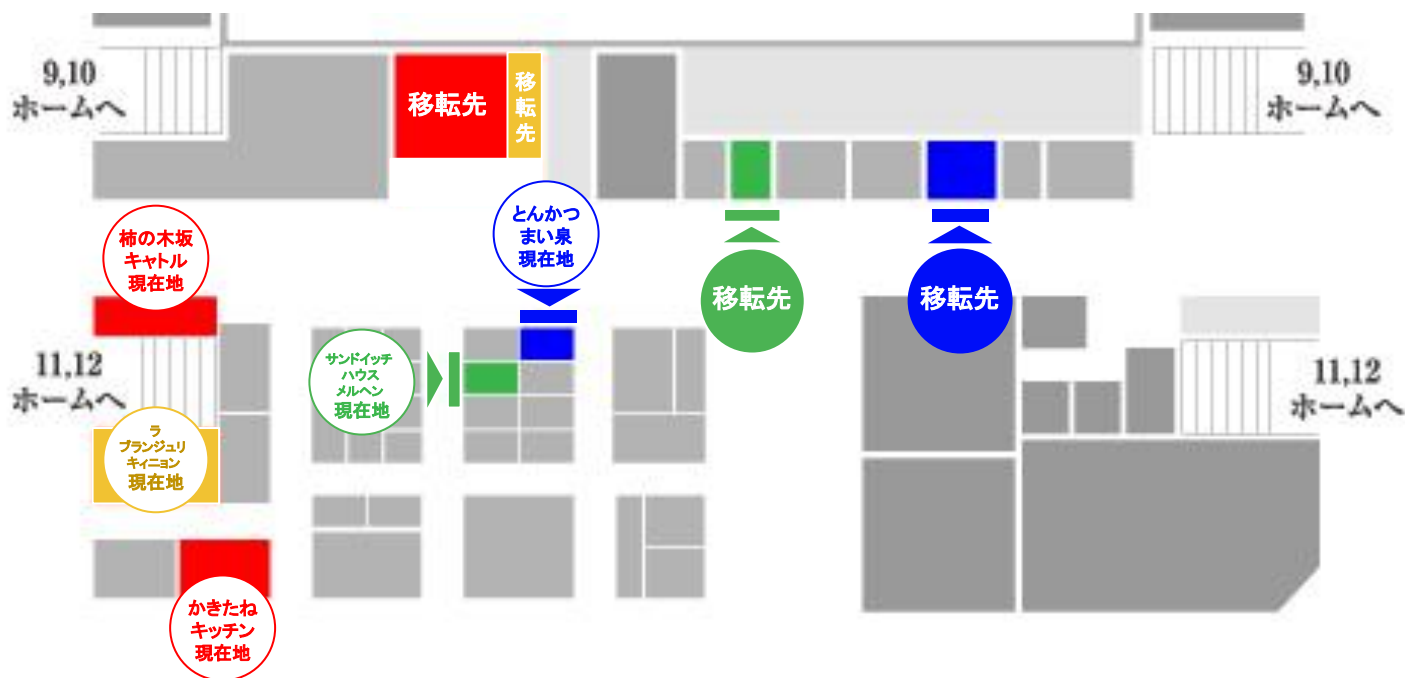 9,10
ホームへ
移転先
移
転
先
9,10
ホームへ
柿の木坂
キャトル
現在地
とんかつ
まい泉
現在地
移転先
移転先
11,12
ホームへ
サンドイッチ
ハウス
メルヘン
現在地
11,12
ホームへ
ラ
ブランジュリ
キィニョン
現在地
かきたね
キッチン
現在地